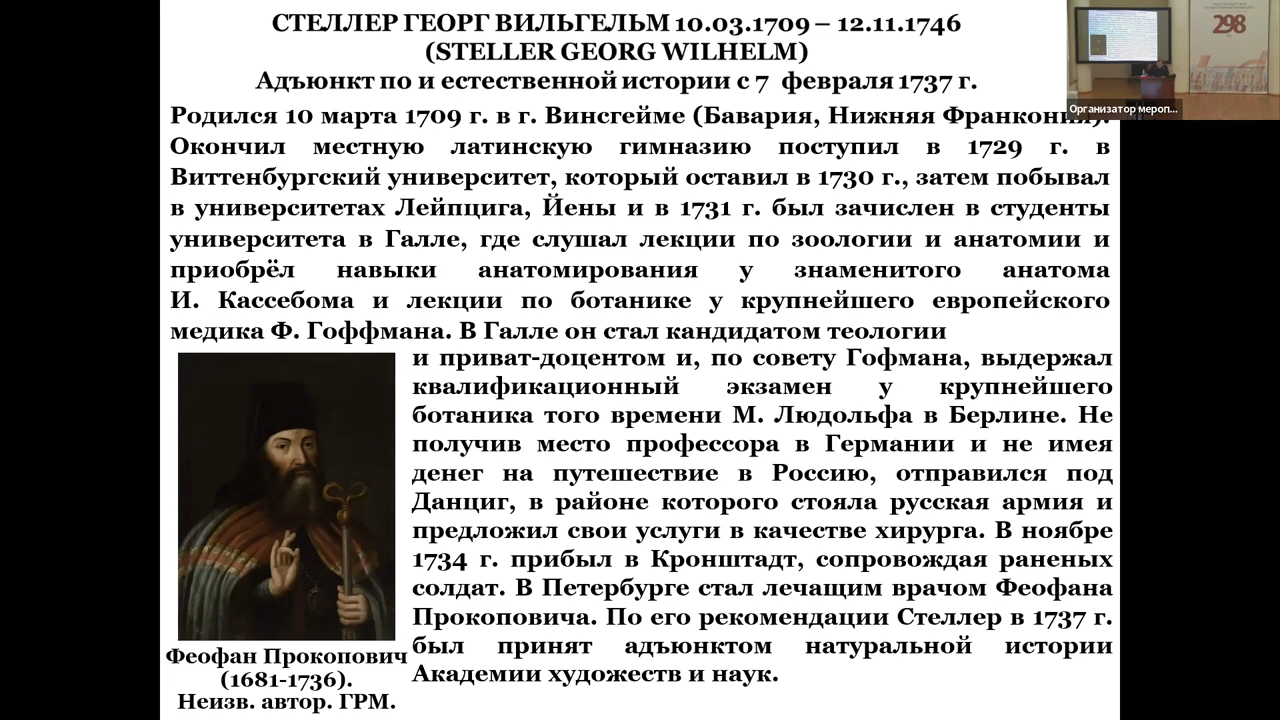 СТЕЛЛЕР ГЕОРГ ВИЛЬГЕЛЬМ 10.03.1709 – 12.11.1746
(STELLER GEORG WILHELM)
Адъюнкт по и естественной истории с 7 февраля 1737 г.
Родился 10 марта 1709 г. в г. Винсгейме (Бавария, Нижняя Франкония).
Окончил местную латинскую гимназию поступил в 1729 г. в
Виттенбургский университет, который оставил в 1730 г., затем побывал
в университетах Лейпцига, Йены и в 1731 г. был зачислен в студенты
университета в Галле, где слушал лекции по зоологии и анатомии и
приобрёл навыки анатомирования у знаменитого анатома
И. Кассебома и лекции по ботанике у крупнейшего европейского
медика Ф. Гоффмана. В Галле он стал кандидатом теологии
и приват-доцентом и, по совету Гофмана, выдержал
квалификационный экзамен у крупнейшего
ботаника того времени М. Людольфа в Берлине. Не
получив место профессора в Германии и не имея
денег на путешествие в Россию, отправился под
Данциг, в районе которого стояла русская армия и
предложил свои услуги в качестве хирурга. В ноябре
1734 г. прибыл в Кронштадт, сопровождая раненых
солдат. В Петербурге стал лечащим врачом Феофана
Прокоповича. По его рекомендации Стеллер в 1737 г.
был принят адъюнктом натуральной истории
Академии художеств и наук.
Феофан Прокопович
(1681-1736).
Неизв. автор. ГРМ.
298
Организатор мероп...